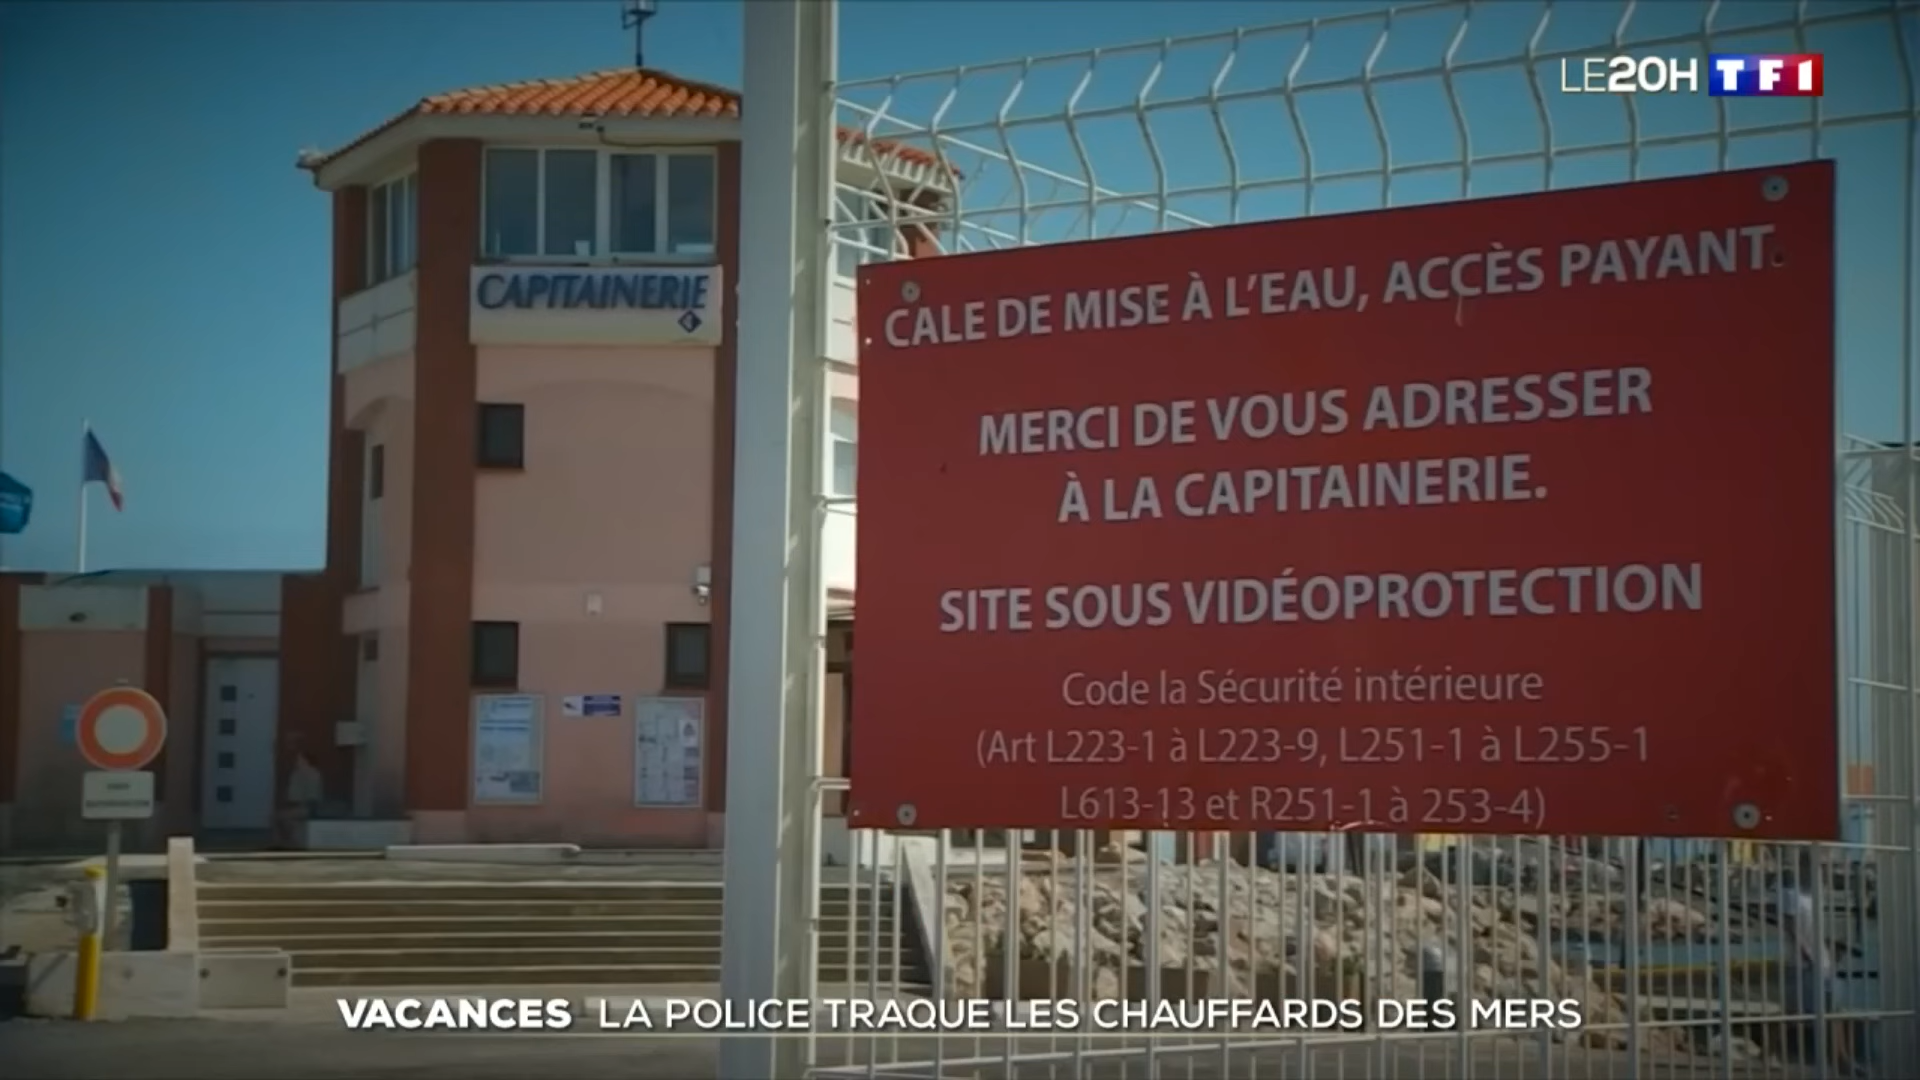 LE20H TF1
CAPITAINERIE
CALE DE MISE À L'EAU, ACCÈS PAYANT.
MERCI DE VOUS ADRESSER
À LA CAPITAINERIE.
SITE SOUS VIDÉOPROTECTION
Code la Sécurité intérieure
(Art L223-1 à L223-9, L251-1 à L255-1
L613-13 et R251-1 à 253-4)
VACANCES LA POLICE TRAQUE LES CHAUFFARDS DES MERS